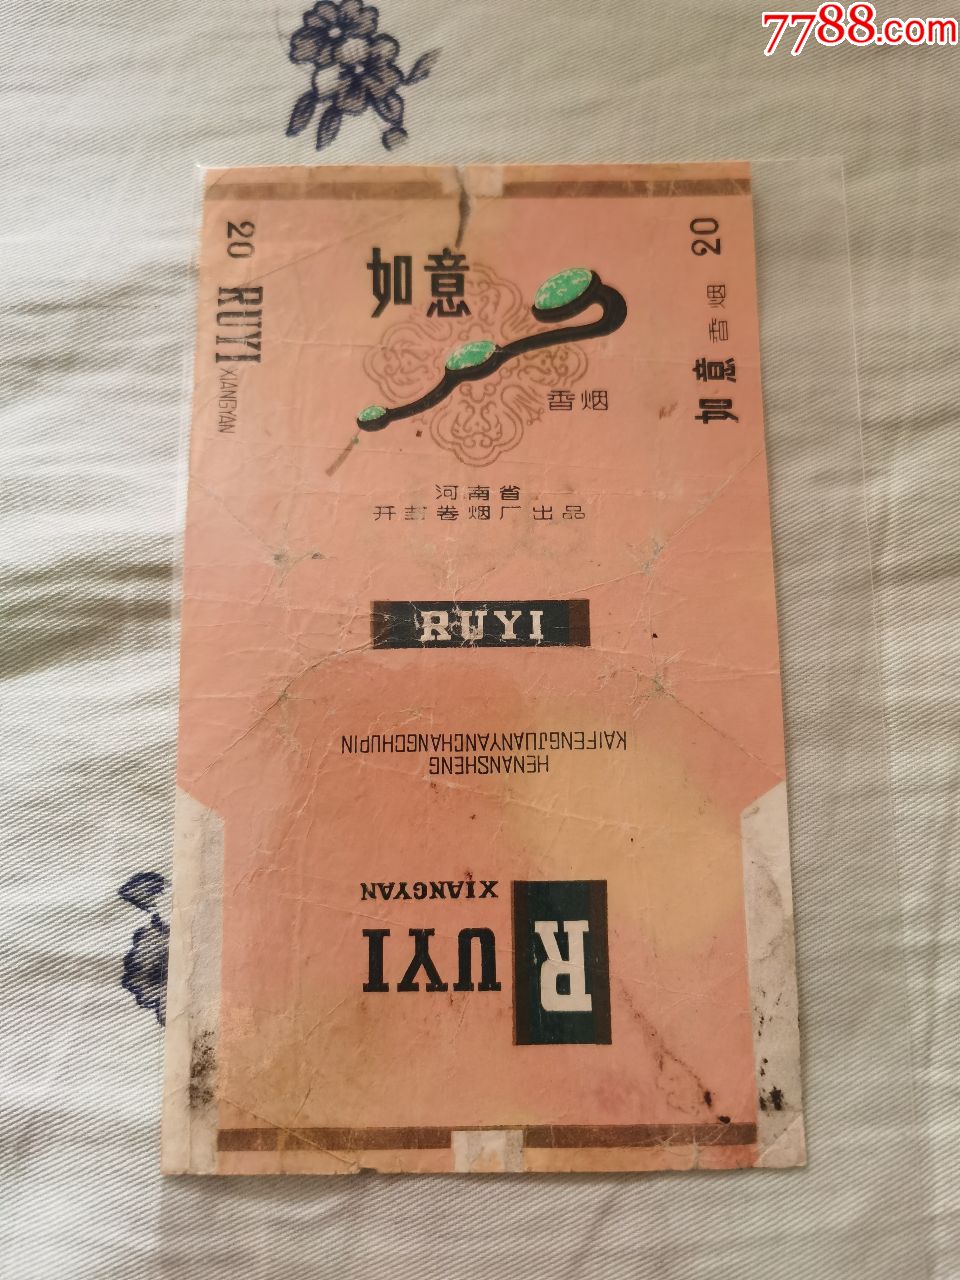 7788.com
20 RUYI XIANGYAN
如意
香烟
河南省
开封卷烟厂出品
如意 香烟 20
RUYI
RUYI
XIANGYAN
HENANSHENG
KAIFENGJUANYANCHANGCHUPIN